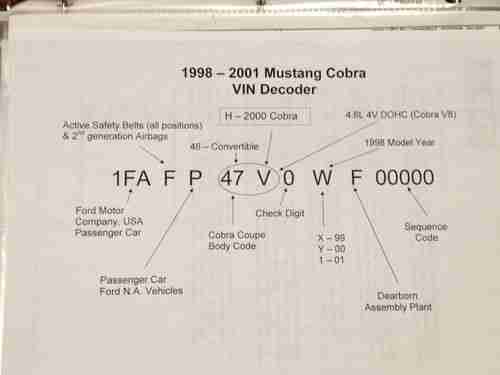 1998 – 2001 Mustang Cobra
VIN Decoder
H – 2000 Cobra
4.6L 4V DOHC (Cobra V8)
Active Safety Belts (all positions)
& 2nd generation Airbags
46 – Convertible
1998 Model Year
1FA F P 47 V 0 W F 00000
Ford Motor
Company, USA
Passenger Car
Check Digit
Cobra Coupe
Body Code
X – 99
Y – 00
1 – 01
Sequence
Code
Passenger Car
Ford N.A. Vehicles
Dearborn
Assembly Plant